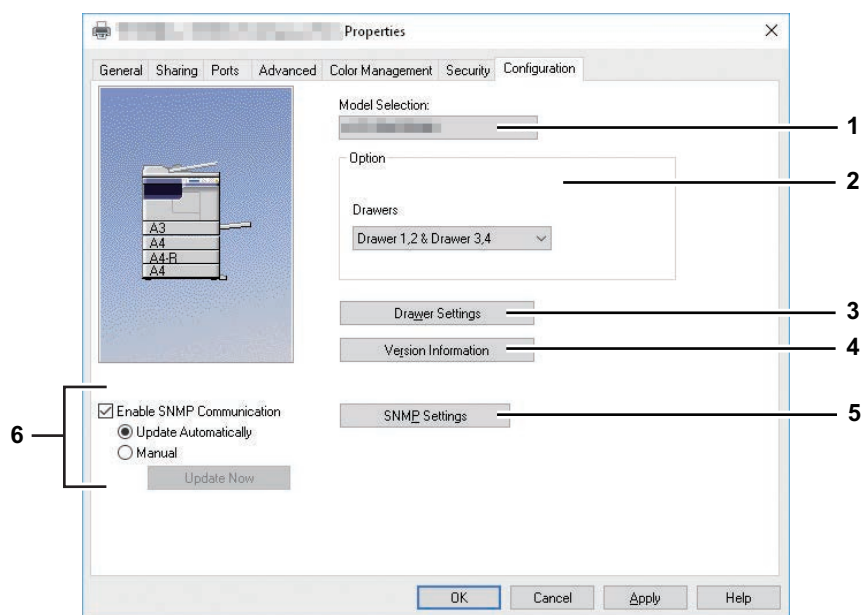 Properties
General Sharing Ports Advanced Color Management Security Configuration
Model Selection:
1
Option
2
Drawers
Drawer 1,2 & Drawer 3,4
A3
A4
A4-R
A4
Drawer Settings
3
Version Information
4
Enable SNMP Communication
SNMP Settings
5
Update Automatically
6
Manual
Update Now
OK Cancel Apply Help